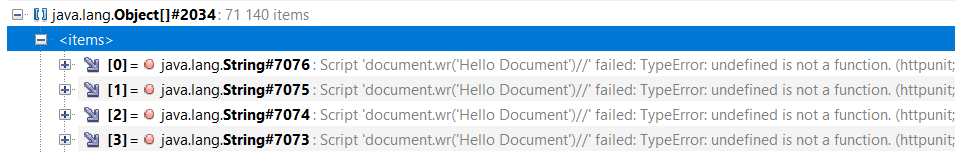 java.lang.Object[]#2034 : 71 140 items
<items>
[0] = java.lang.String#7076 : Script 'document.wr('Hello Document')//' failed: TypeError: undefined is not a function. (httpunit;
[1] = java.lang.String#7075 : Script 'document.wr('Hello Document')//' failed: TypeError: undefined is not a function. (httpunit;
[2] = java.lang.String#7074 : Script 'document.wr('Hello Document')//' failed: TypeError: undefined is not a function. (httpunit;
[3] = java.lang.String#7073 : Script 'document.wr('Hello Document')//' failed: TypeError: undefined is not a function. (httpunit;